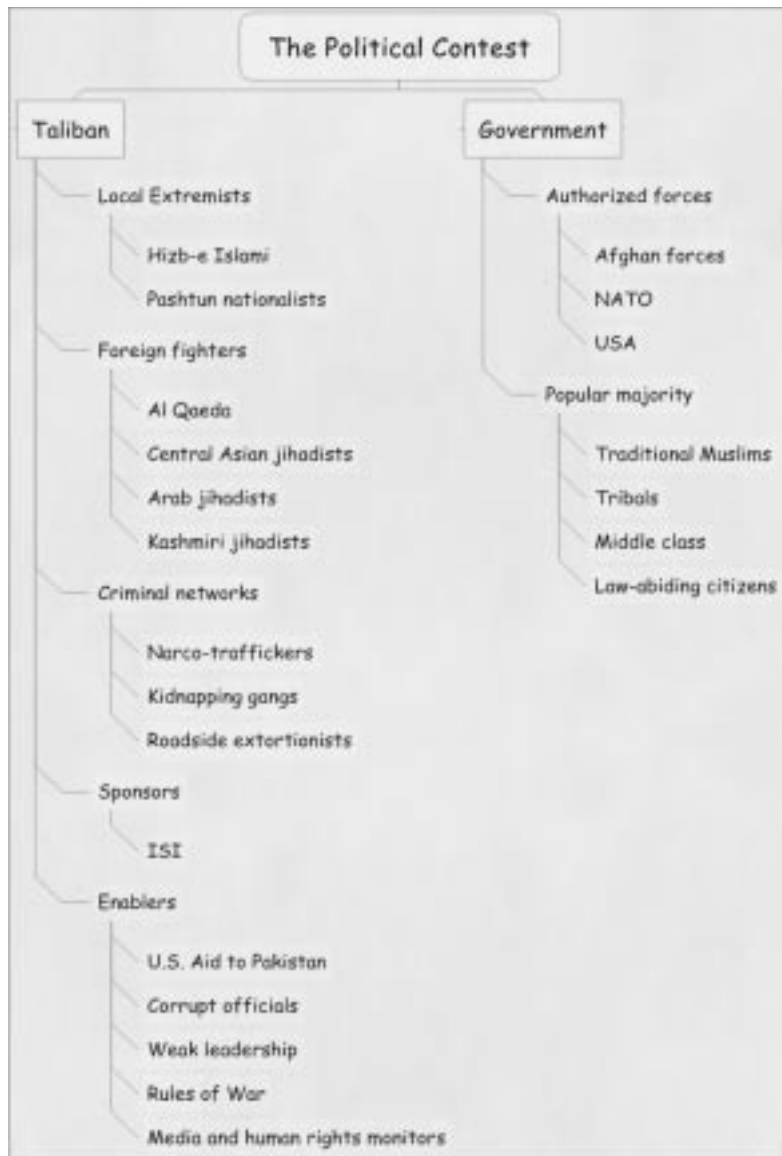 The Political Contest
Taliban
Local Extremists
Hizb-e Islami
Pashtun nationalists
Foreign fighters
Al Qaeda
Central Asian jihadists
Arab jihadists
Kashmiri jihadists
Criminal networks
Narco-traffickers
Kidnapping gangs
Roadside extortionists
Sponsors
ISI
Enablers
U.S. Aid to Pakistan
Corrupt officials
Weak leadership
Rules of War
Media and human rights monitors
Government
Authorized forces
Afghan forces
NATO
USA
Popular majority
Traditional Muslims
Tribals
Middle class
Law-abiding citizens